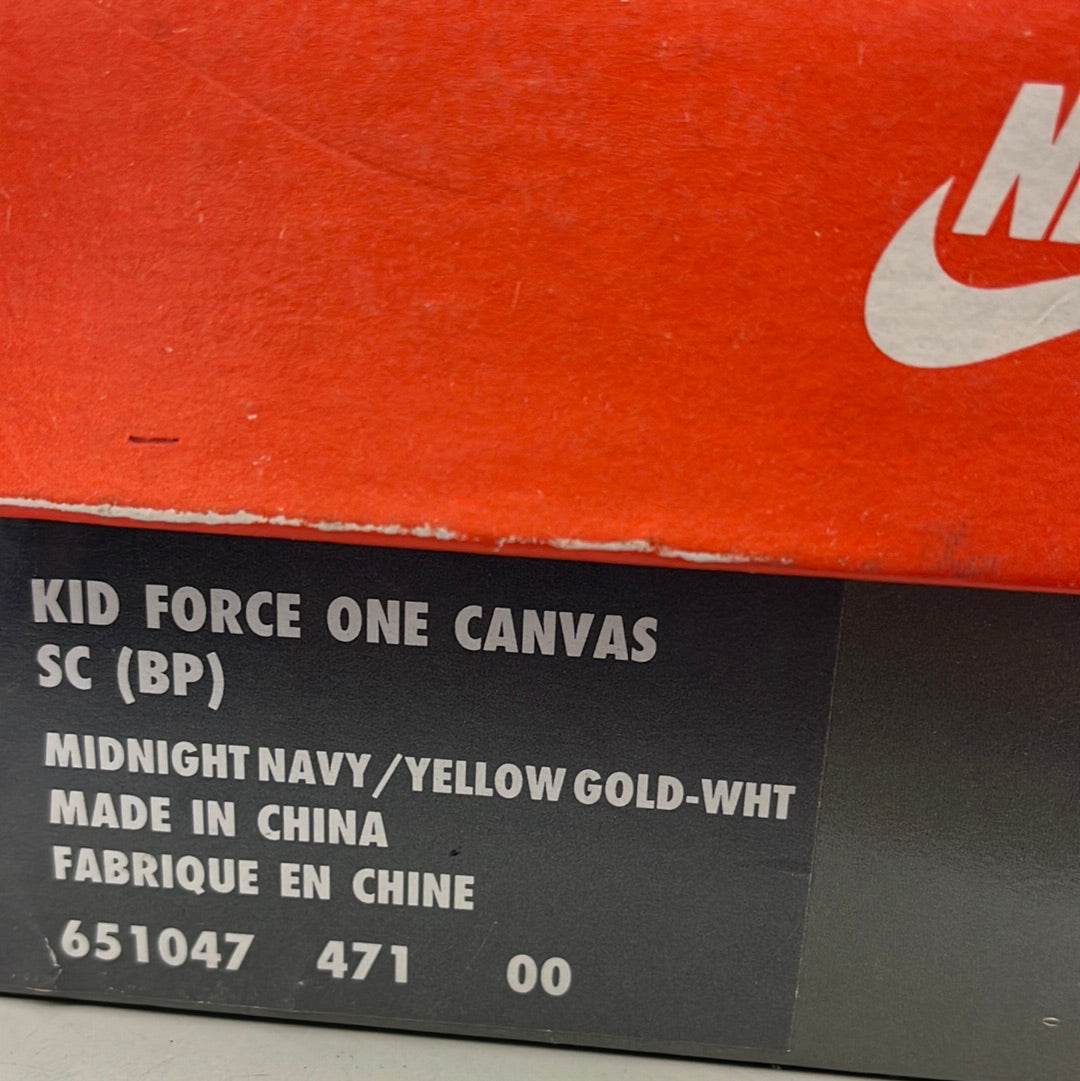 KID FORCE ONE CANVAS
SC (BP)
MIDNIGHT NAVY/YELLOW GOLD-WHT
MADE IN CHINA
FABRIQUE EN CHINE
651047 471 00